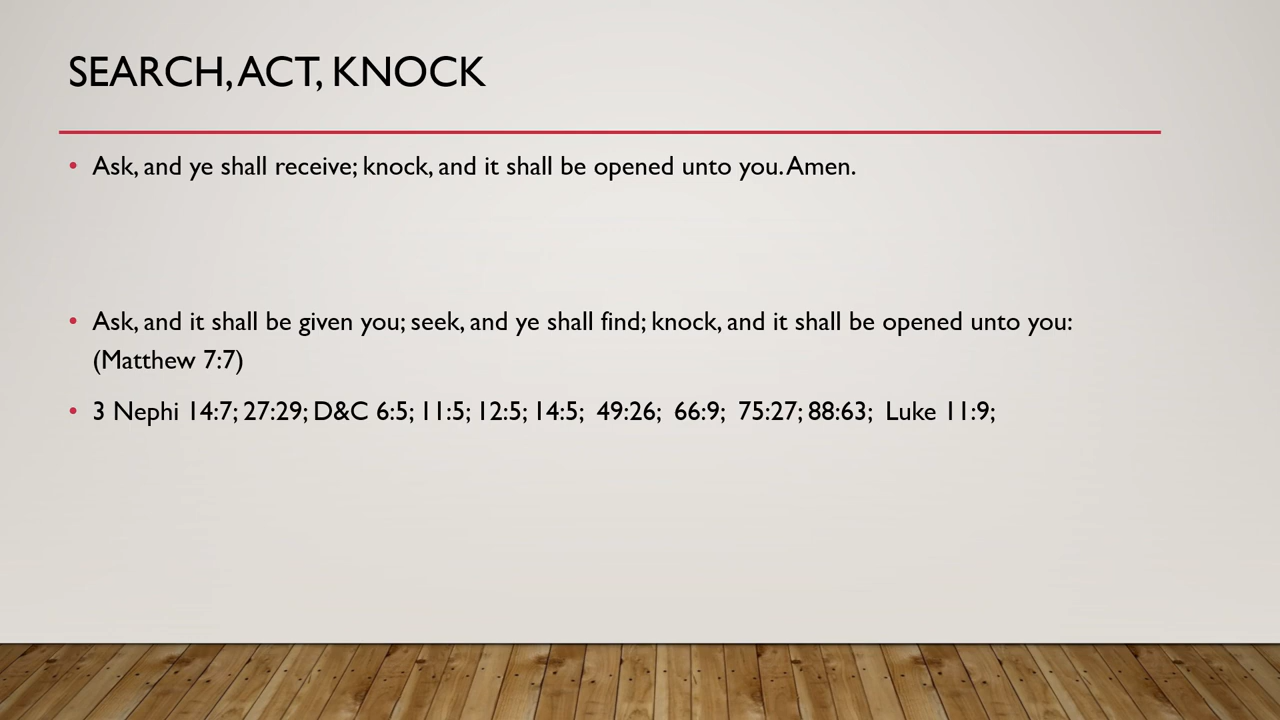 SEARCH, ACT, KNOCK
• Ask, and ye shall receive; knock, and it shall be opened unto you. Amen.
• Ask, and it shall be given you; seek, and ye shall find; knock, and it shall be opened unto you:
(Matthew 7:7)
• 3 Nephi 14:7; 27:29; D&C 6:5; 11:5; 12:5; 14:5;  49:26;  66:9;  75:27; 88:63;  Luke 11:9;